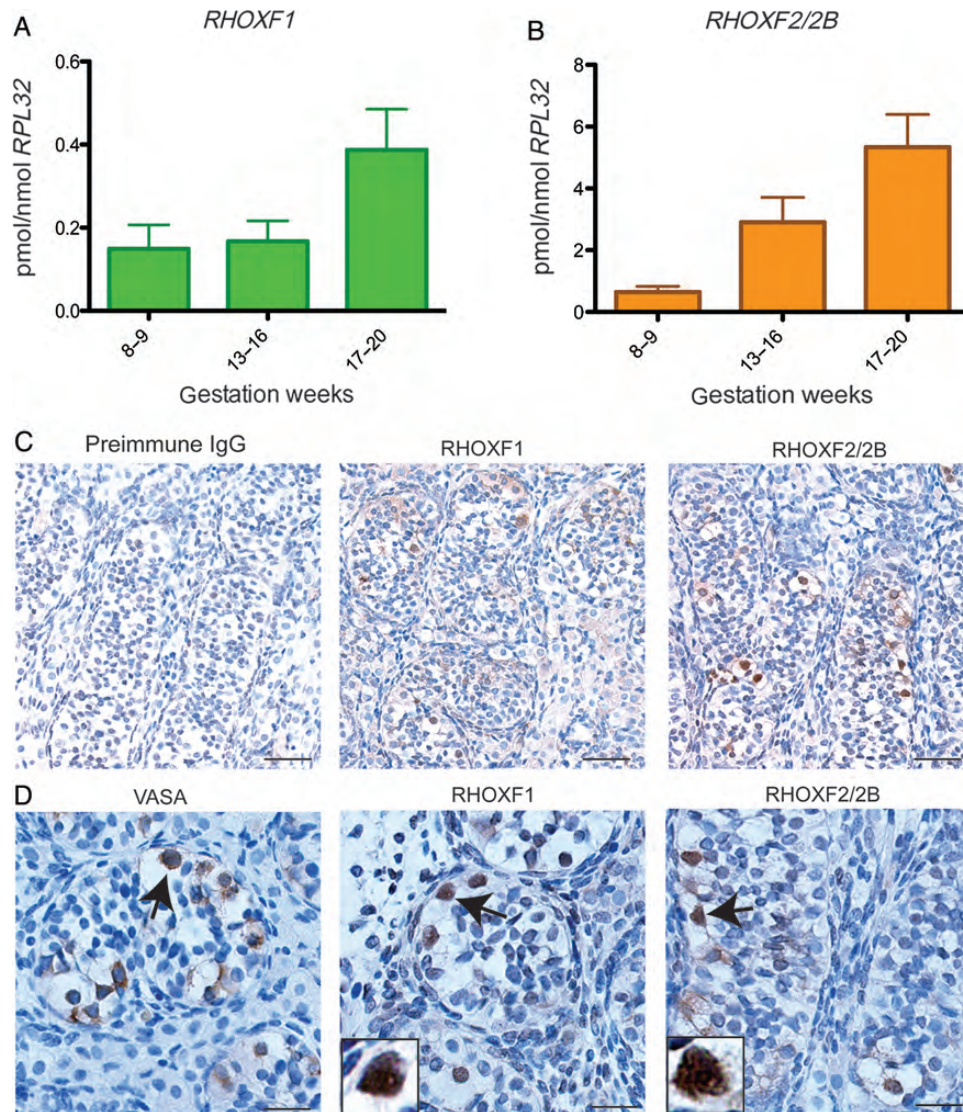 A
RHOXF1
pmol/nmol RPL32
0.6
0.4
0.2
0.0
8–9
13–16
17–20
Gestation weeks
B
RHOXF2/2B
pmol/nmol RPL32
8
6
4
2
0
8–9
13–16
17–20
Gestation weeks
C
Preimmune IgG
RHOXF1
RHOXF2/2B
D
VASA
RHOXF1
RHOXF2/2B